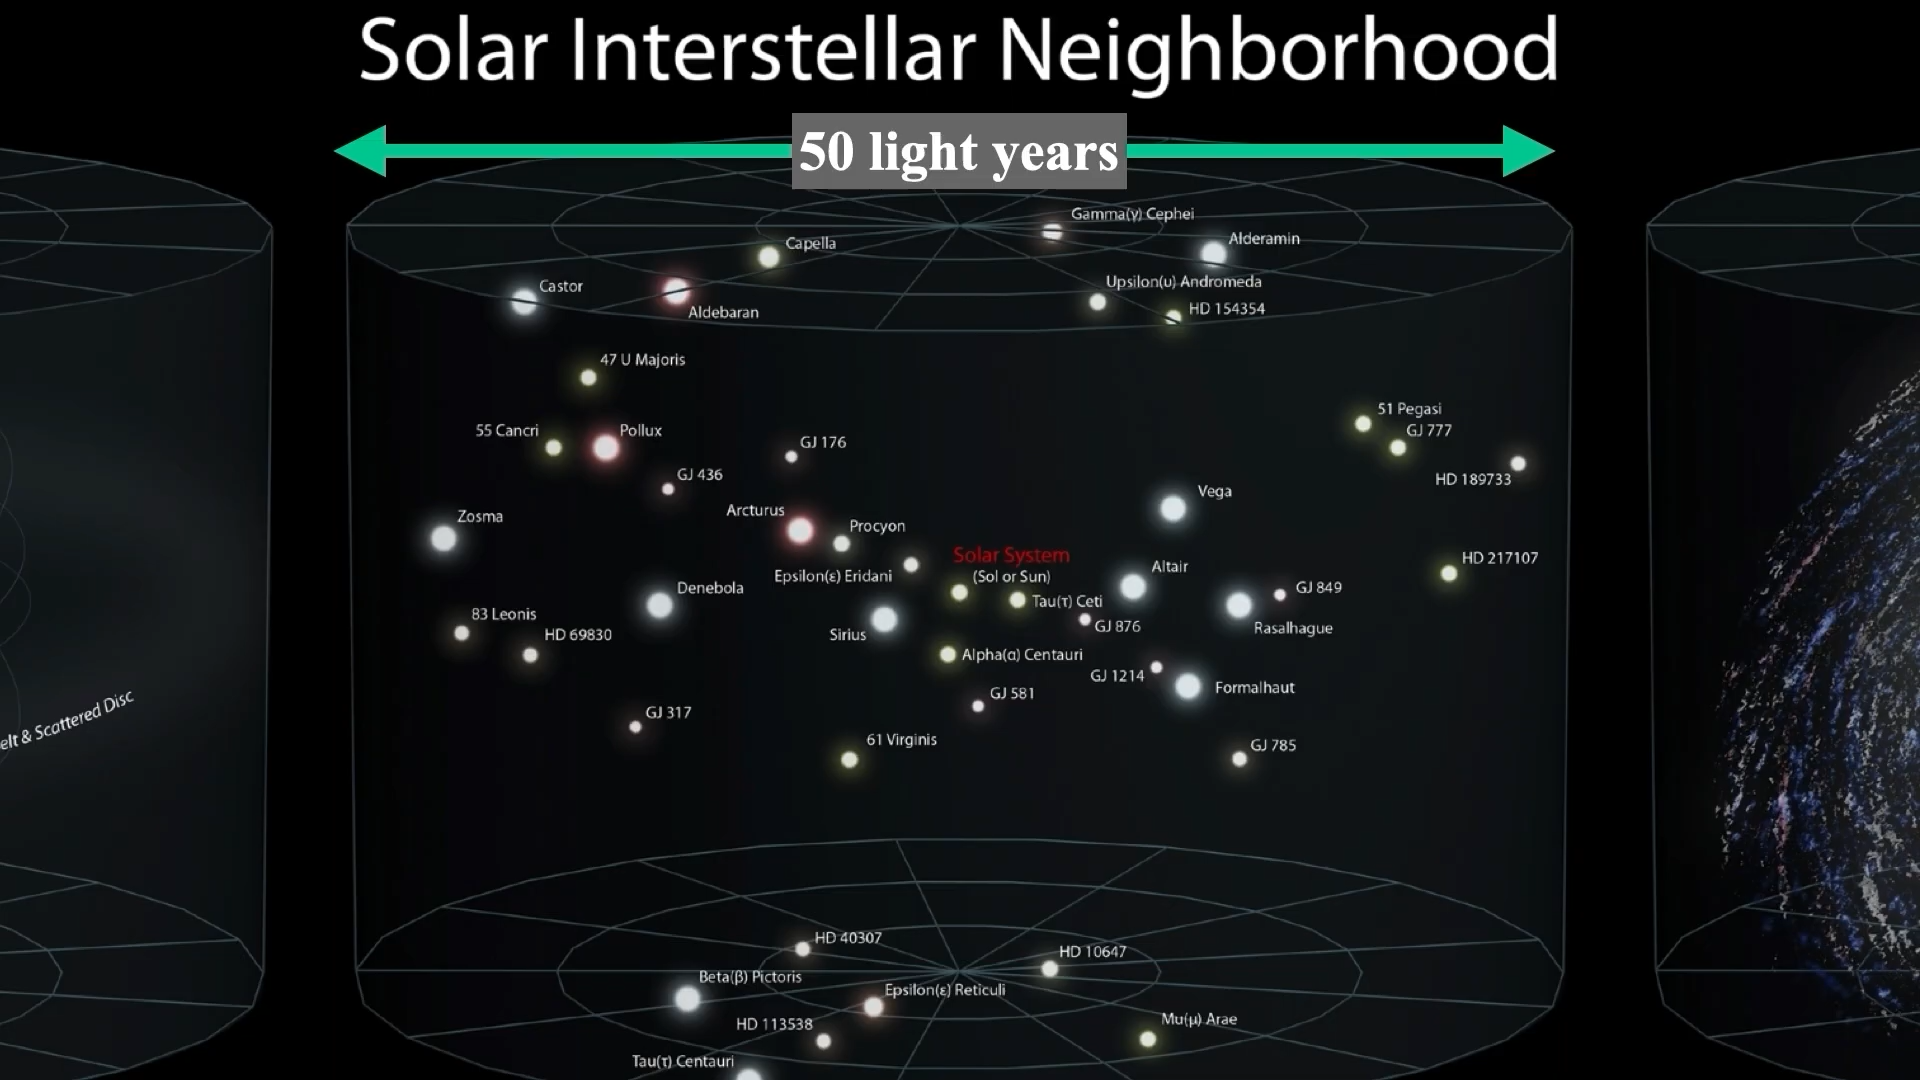 Solar Interstellar Neighborhood
50 light years
Gamma(γ) Cephei
Capella
Alderamin
Castor
Upsilon(υ) Andromeda
Aldebaran
HD 154354
47 U Majoris
51 Pegasi
55 Cancri
Pollux
GJ 777
GJ 176
GJ 436
HD 189733
Vega
Arcturus
Zosma
Procyon
Solar System
HD 217107
Altair
Epsilon(ε) Eridani
(Sol or Sun)
Denebola
GJ 849
Tau(τ) Ceti
83 Leonis
GJ 876
Rasalhague
HD 69830
Sirius
Alpha(α) Centauri
GJ 1214
Formalhaut
GJ 581
elt & Scattered Disc
GJ 317
61 Virginis
GJ 785
HD 40307
HD 10647
Beta(β) Pictoris
Epsilon(ε) Reticuli
HD 113538
Mu(μ) Arae
Tau(τ) Centauri